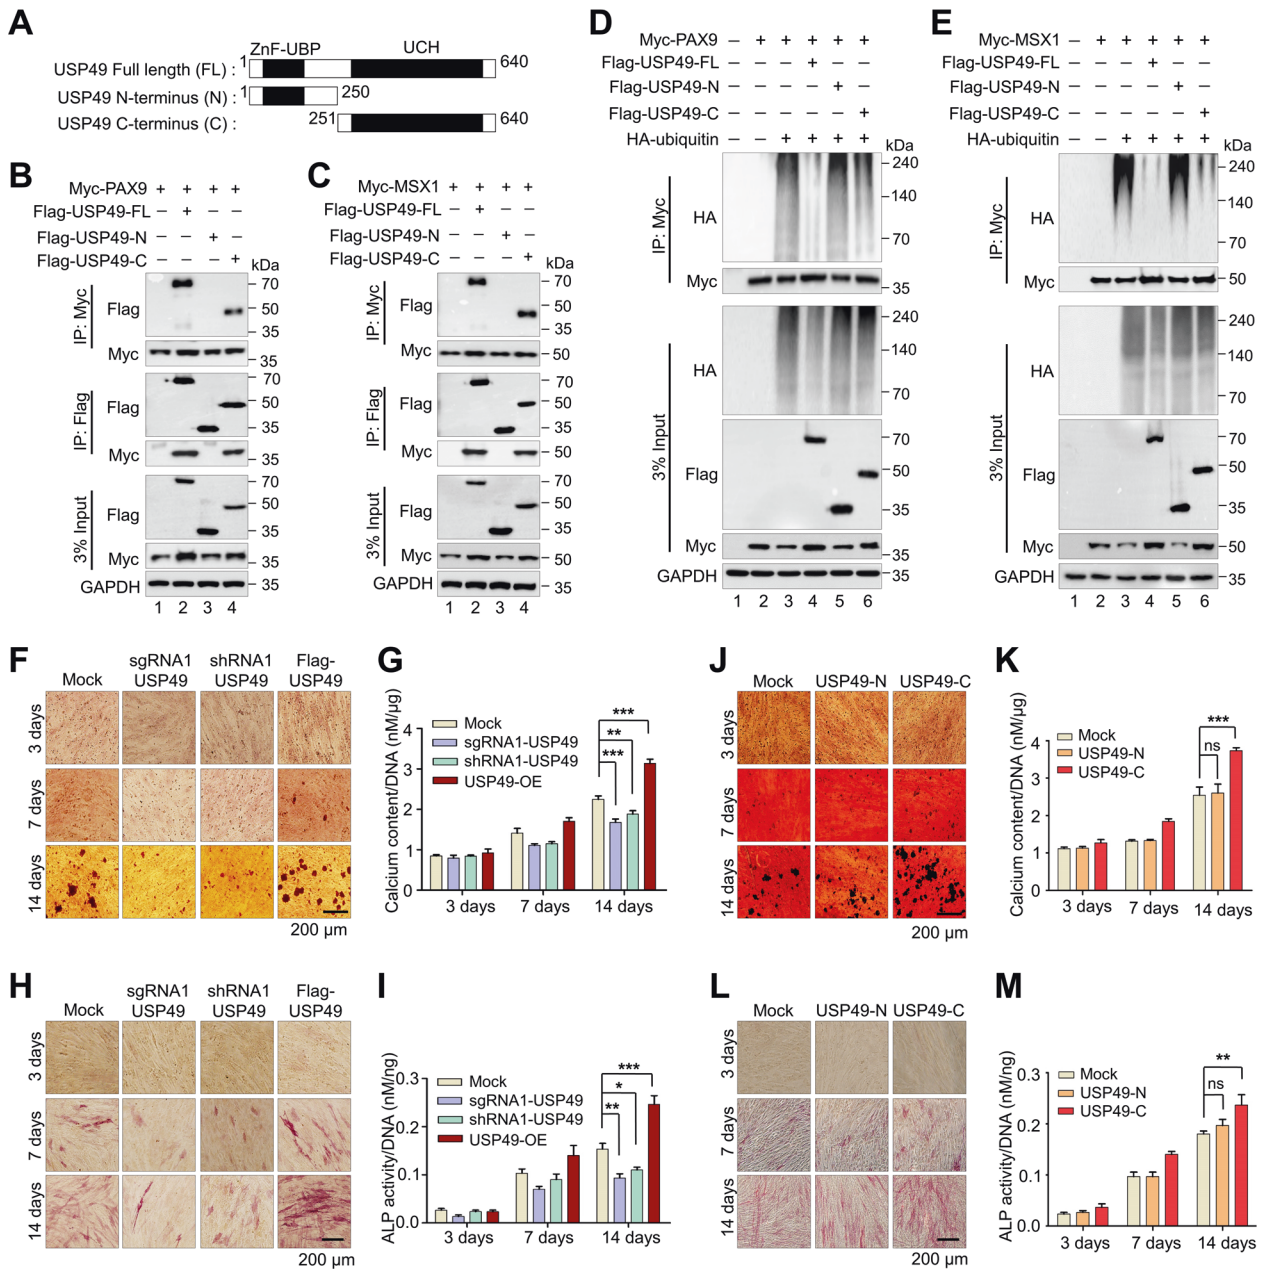 A
ZnF-UBP UCH
USP49 Full length (FL) : 1 640
USP49 N-terminus (N) : 1 250
USP49 C-terminus (C) : 251 640
B
Myc-PAX9 + + + +
Flag-USP49-FL – + – –
Flag-USP49-N – – + –
Flag-USP49-C – – – +
kDa
IP: Myc
Flag
70
50
35
Myc
35
IP: Flag
Flag
70
50
35
Myc
35
3% Input
Flag
70
50
35
Myc
35
GAPDH
35
1 2 3 4
C
Myc-MSX1 + + + +
Flag-USP49-FL – + – –
Flag-USP49-N – – + –
Flag-USP49-C – – – +
kDa
IP: Myc
Flag
70
50
35
Myc
50
IP: Flag
Flag
70
50
35
Myc
50
3% Input
Flag
70
50
35
Myc
50
GAPDH
35
1 2 3 4
D
Myc-PAX9 – + + + + +
Flag-USP49-FL – – – + – –
Flag-USP49-N – – – – + –
Flag-USP49-C – – – – – +
HA-ubiquitin – – + + + +
kDa
IP: Myc
HA
240
140
70
Myc
35
3% Input
HA
240
140
70
Flag
70
50
35
Myc
35
GAPDH
35
1 2 3 4 5 6
E
Myc-MSX1 – + + + + +
Flag-USP49-FL – – – + – –
Flag-USP49-N – – – – + –
Flag-USP49-C – – – – – +
HA-ubiquitin – – + + + +
kDa
IP: Myc
HA
240
140
70
Myc
50
3% Input
HA
240
140
70
Flag
70
50
35
Myc
50
GAPDH
35
1 2 3 4 5 6
F
Mock
sgRNA1
USP49
shRNA1
USP49
Flag-
USP49
3 days
7 days
14 days
200 µm
G
Calcium content/DNA (nM/µg)
4
3
2
1
0
Mock
sgRNA1-USP49
shRNA1-USP49
USP49-OE
***
**
***
3 days 7 days 14 days
J
Mock USP49-N USP49-C
3 days
7 days
14 days
200 µm
K
Calcium content/DNA (nM/µg)
4
3
2
1
0
Mock
USP49-N
USP49-C
***
ns
3 days 7 days 14 days
H
Mock
sgRNA1
USP49
shRNA1
USP49
Flag-
USP49
3 days
7 days
14 days
200 µm
I
ALP activity/DNA (nM/ng)
0.3
0.2
0.1
0.0
Mock
sgRNA1-USP49
shRNA1-USP49
USP49-OE
***
*
**
3 days 7 days 14 days
L
Mock USP49-N USP49-C
3 days
7 days
14 days
200 µm
M
ALP activity/DNA (nM/ng)
0.3
0.2
0.1
0.0
Mock
USP49-N
USP49-C
**
ns
3 days 7 days 14 days